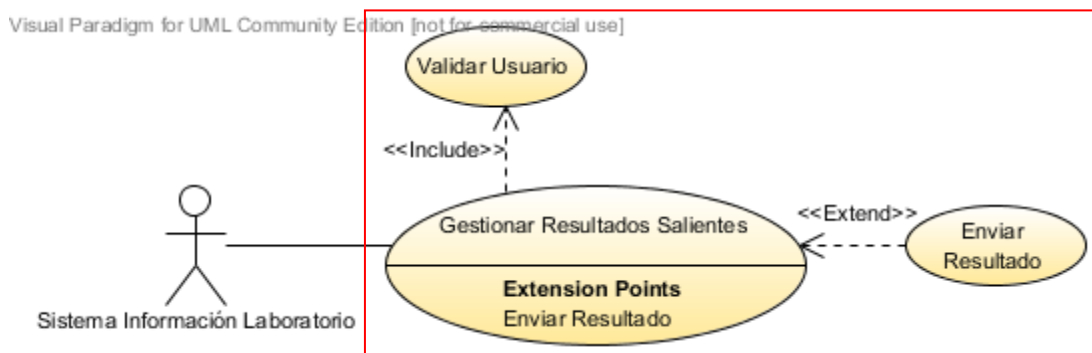 Visual Paradigm for UML Community Edition [not for commercial use]
Validar Usuario
<<Include>>
Gestionar Resultados Salientes
<<Extend>>
Enviar
Resultado
Extension Points
Enviar Resultado
Sistema Información Laboratorio